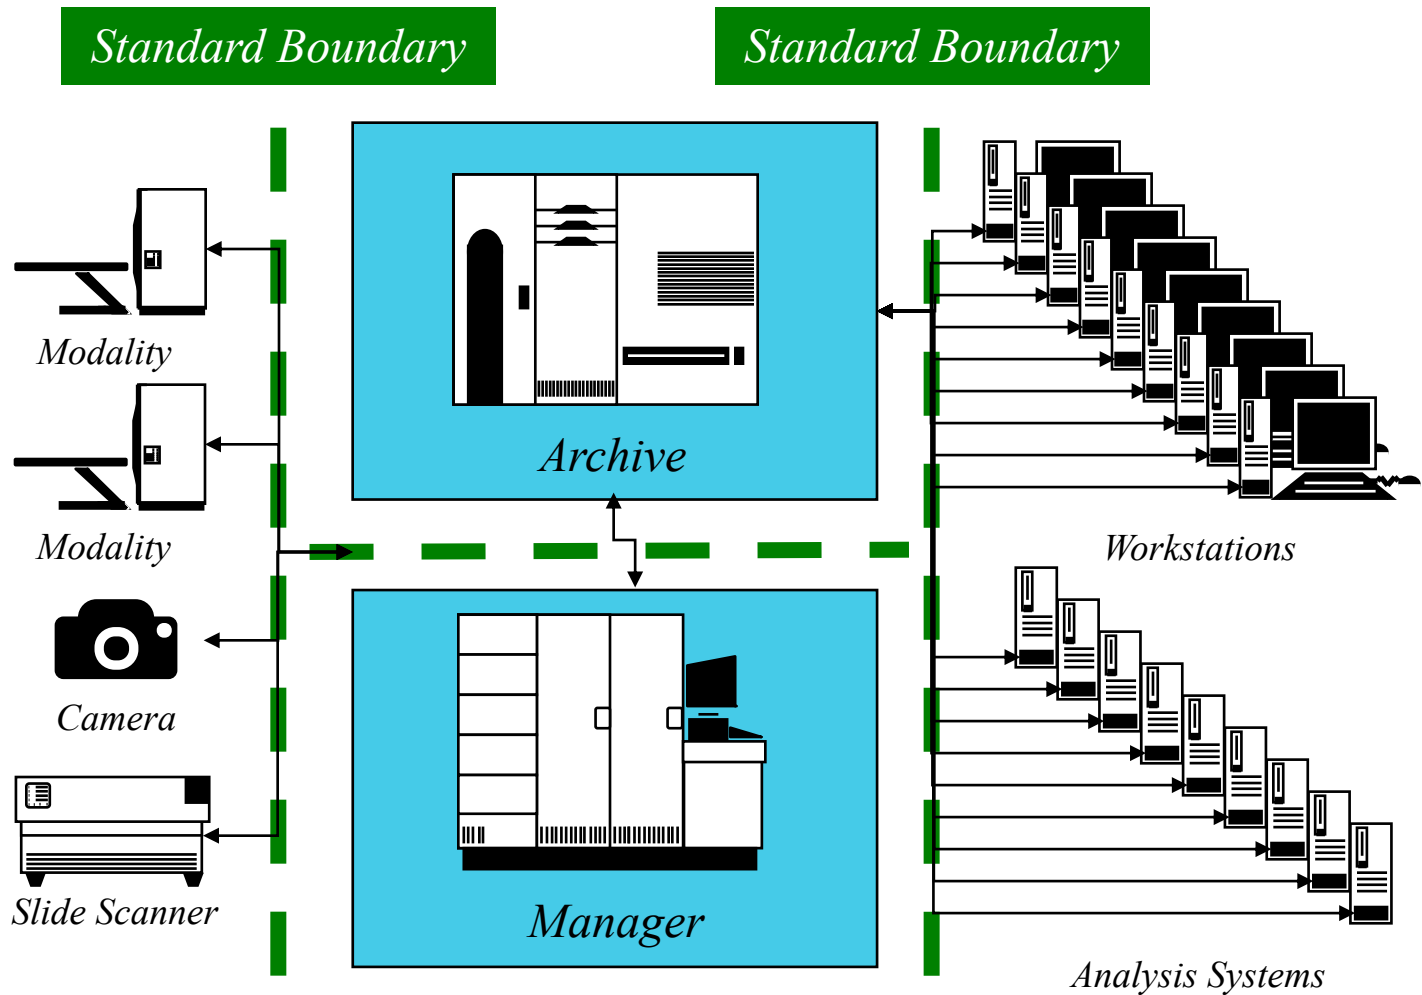 Standard Boundary
Standard Boundary
Modality
Archive
Modality
Workstations
Camera
Slide Scanner
Manager
Analysis Systems